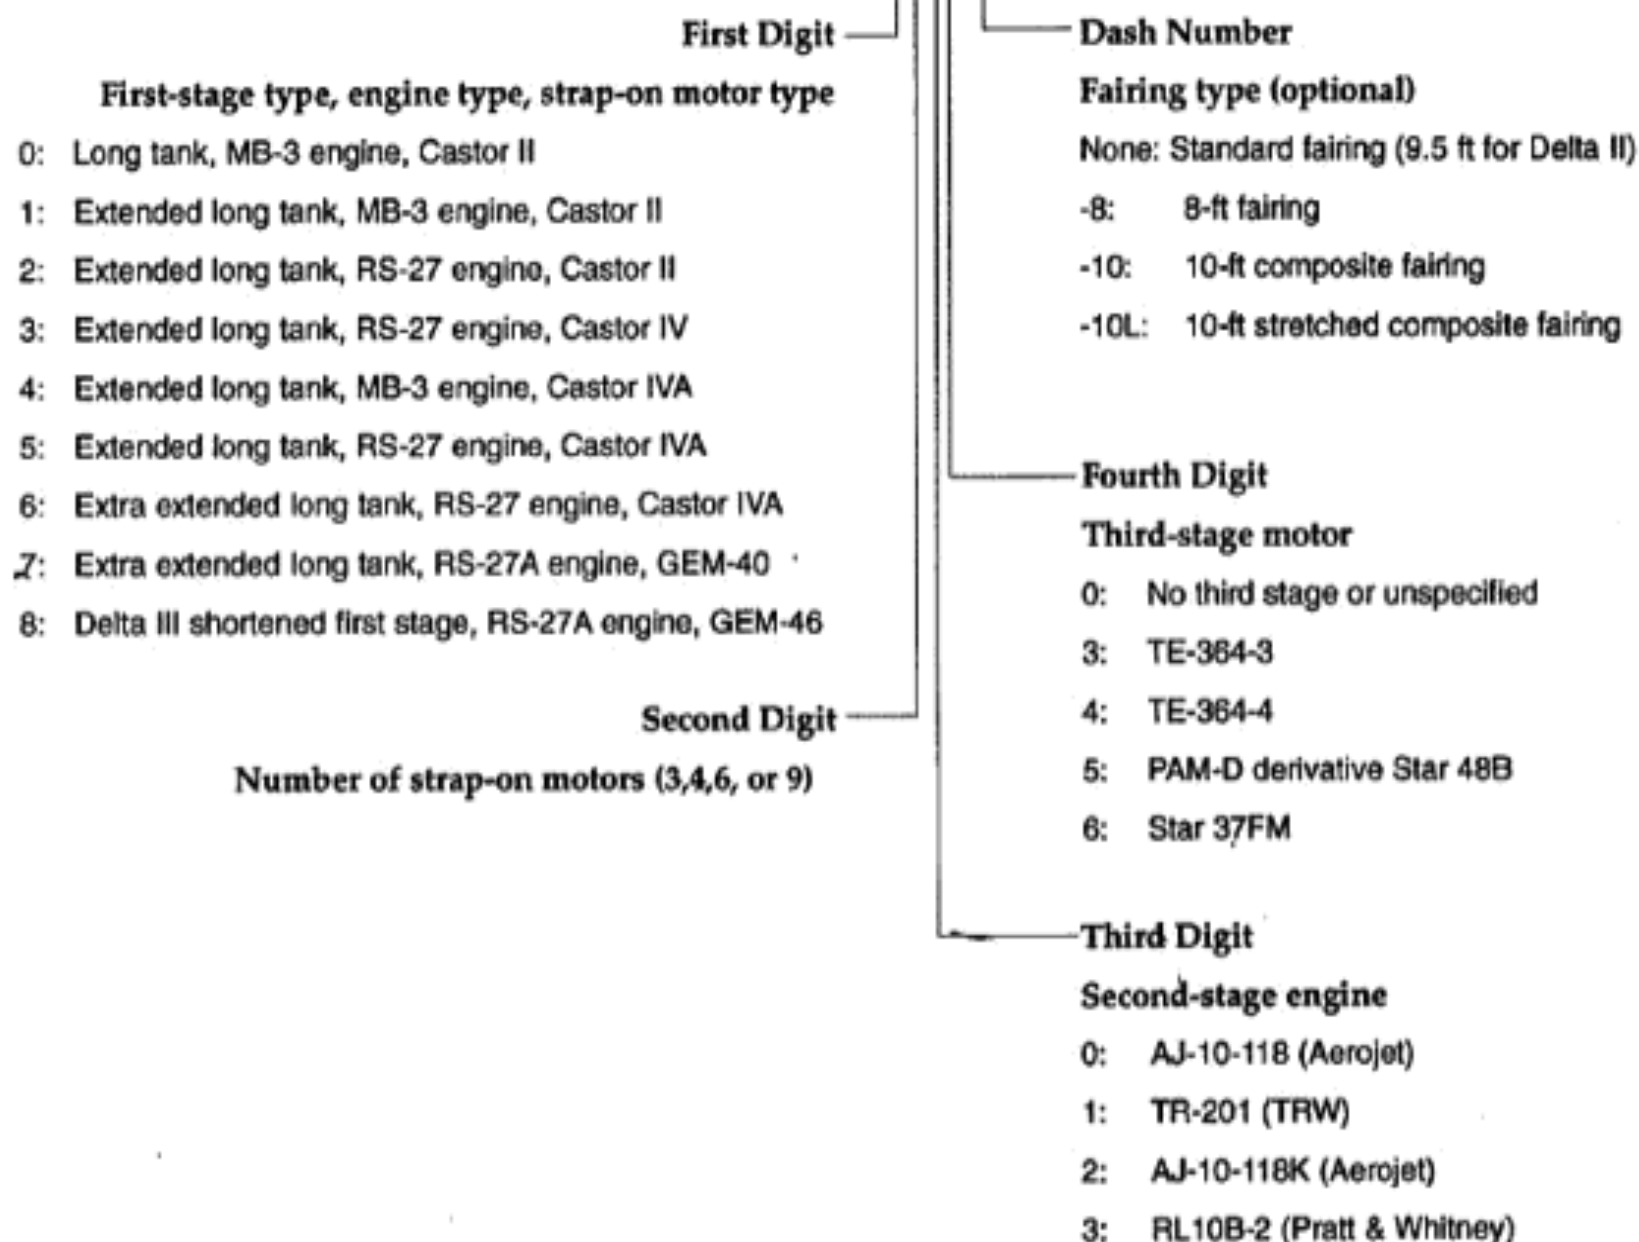 First Digit
First-stage type, engine type, strap-on motor type
0: Long tank, MB-3 engine, Castor II
1: Extended long tank, MB-3 engine, Castor II
2: Extended long tank, RS-27 engine, Castor II
3: Extended long tank, RS-27 engine, Castor IV
4: Extended long tank, MB-3 engine, Castor IVA
5: Extended long tank, RS-27 engine, Castor IVA
6: Extra extended long tank, RS-27 engine, Castor IVA
7: Extra extended long tank, RS-27A engine, GEM-40
8: Delta III shortened first stage, RS-27A engine, GEM-46
Second Digit
Number of strap-on motors (3,4,6, or 9)
Dash Number
Fairing type (optional)
None: Standard fairing (9.5 ft for Delta II)
-8: 8-ft fairing
-10: 10-ft composite fairing
-10L: 10-ft stretched composite fairing
Fourth Digit
Third-stage motor
0: No third stage or unspecified
3: TE-364-3
4: TE-364-4
5: PAM-D derivative Star 48B
6: Star 37FM
Third Digit
Second-stage engine
0: AJ-10-118 (Aerojet)
1: TR-201 (TRW)
2: AJ-10-118K (Aerojet)
3: RL10B-2 (Pratt & Whitney)